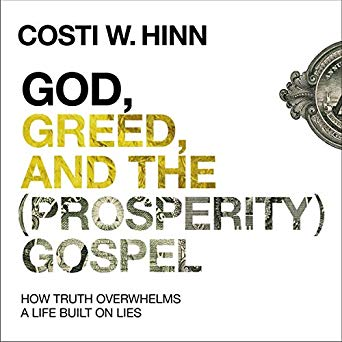 COSTI W. HINN
GOD,
GREED,
AND THE
(PROSPERITY)
GOSPEL
HOW TRUTH OVERWHELMS
A LIFE BUILT ON LIES